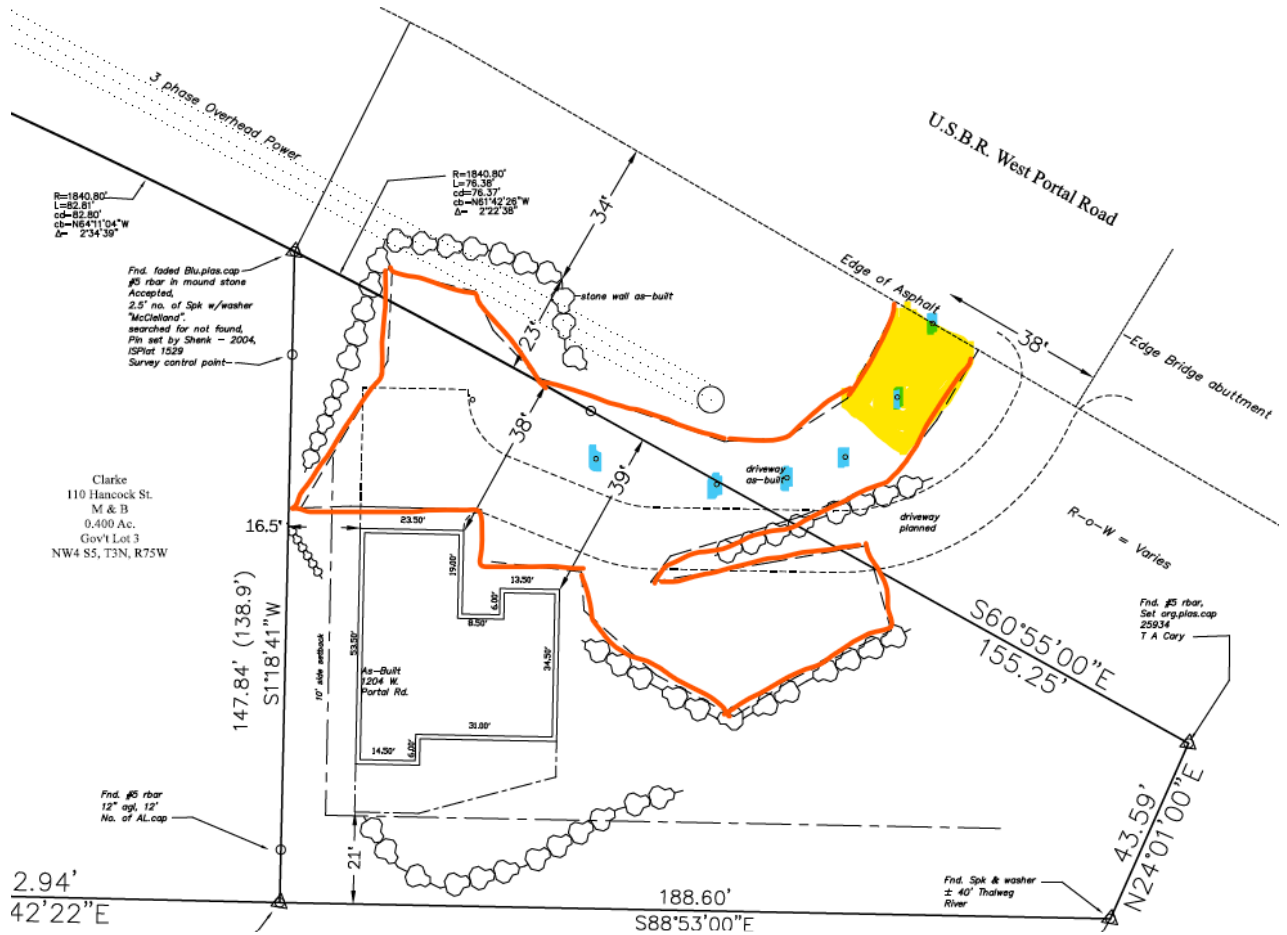 3 phase Overhead Power
U.S.B.R. West Portal Road
R=1840.80'
L=82.81'
cd=82.80'
cb=N64°11'04"W
Δ= 2°34'39"
R=1840.80'
L=76.38'
cd=76.37'
cb=N61°42'26"W
Δ= 2°22'38"
34'
Fnd. faded Blu.plas.cap
#5 rbar in mound stone
Accepted,
2.5' no. of Spk w/washer
"McClelland".
searched for not found,
Pin set by Shenk - 2004,
ISPlat 1529
Survey control point
stone wall as-built
Edge of Asphalt
38'
Edge Bridge abuttment
23'
38'
39'
driveway
as-built
driveway
planned
R-o-W = Varies
Clarke
110 Hancock St.
M & B
0.400 Ac.
Gov't Lot 3
NW4 S5, T3N, R75W
16.5'
23.50'
19.00'
13.50'
6.00'
8.50'
53.50'
34.50'
10' side setback
As-Built
1204 W.
Portal Rd.
31.00'
14.50'
6.00'
147.84' (138.9')
S1°18'41"W
S60°55'00"E
155.25'
Fnd. #5 rbar,
Set org.plas.cap
25934
T A Cary
Fnd. #5 rbar
12" agl, 12'
No. of AL.cap
21'
43.59'
N24°01'00"E
Fnd. Spk & washer
± 40' Thalweg
River
2.94'
42'22"E
188.60'
S88°53'00"E